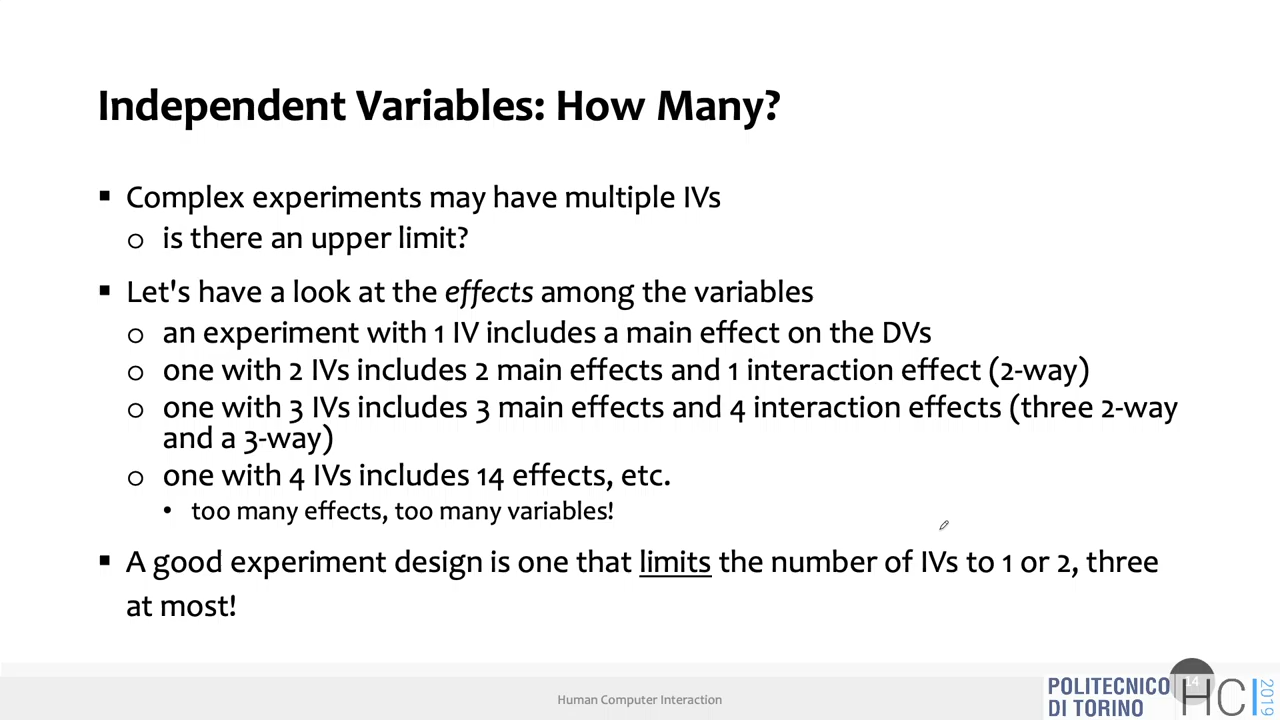 Independent Variables: How Many?
▪ Complex experiments may have multiple IVs
o is there an upper limit?
▪ Let's have a look at the effects among the variables
o an experiment with 1 IV includes a main effect on the DVs
o one with 2 IVs includes 2 main effects and 1 interaction effect (2-way)
o one with 3 IVs includes 3 main effects and 4 interaction effects (three 2-way
and a 3-way)
o one with 4 IVs includes 14 effects, etc.
• too many effects, too many variables!
▪ A good experiment design is one that limits the number of IVs to 1 or 2, three
at most!
Human Computer Interaction
POLITECNICO
DI TORINO
14
HCI
2019